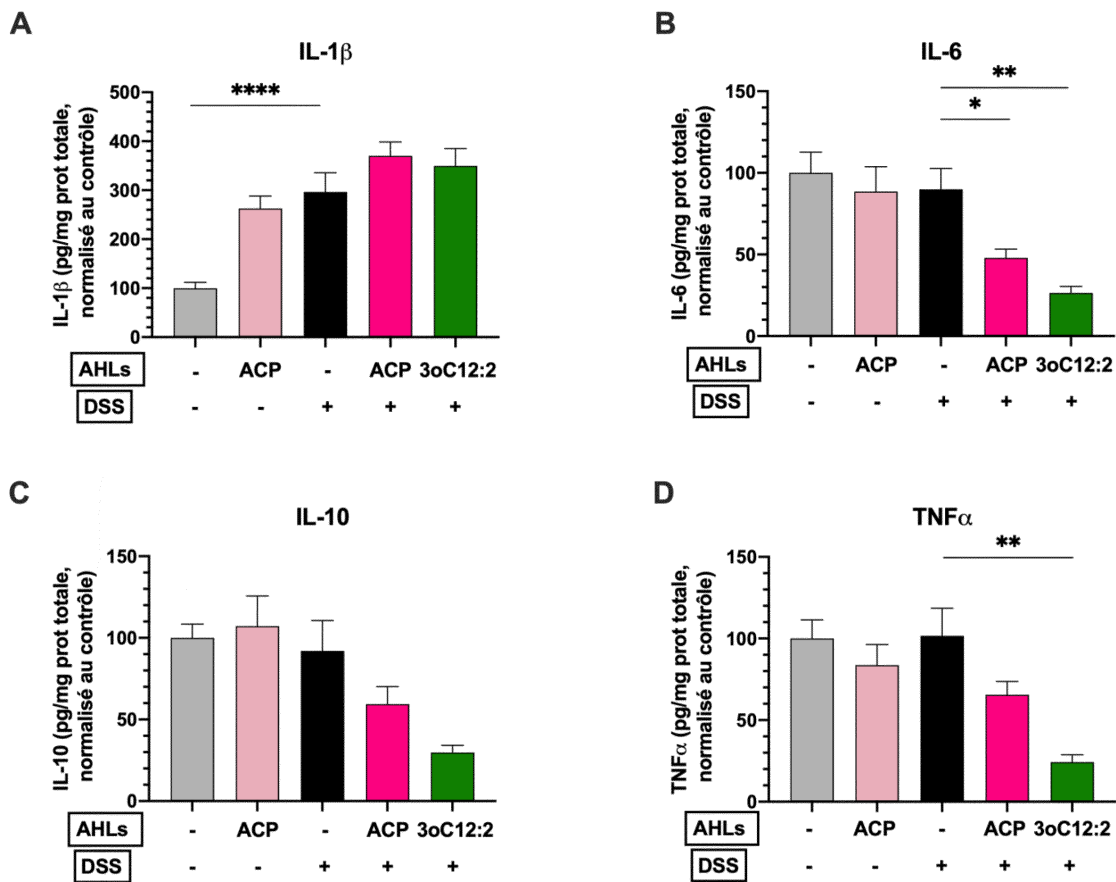 A
IL-1β
IL-1β (pg/mg prot totale,
normalisé au contrôle)
500
400
300
200
100
0
****
AHLs - ACP - ACP 3oC12:2
DSS - - + + +
B
IL-6
IL-6 (pg/mg prot totale,
normalisé au contrôle)
150
100
50
0
**
*
AHLs - ACP - ACP 3oC12:2
DSS - - + + +
C
IL-10
IL-10 (pg/mg prot totale,
normalisé au contrôle)
150
100
50
0
AHLs - ACP - ACP 3oC12:2
DSS - - + + +
D
TNFα
TNFα (pg/mg prot totale,
normalisé au contrôle)
150
100
50
0
**
AHLs - ACP - ACP 3oC12:2
DSS - - + + +